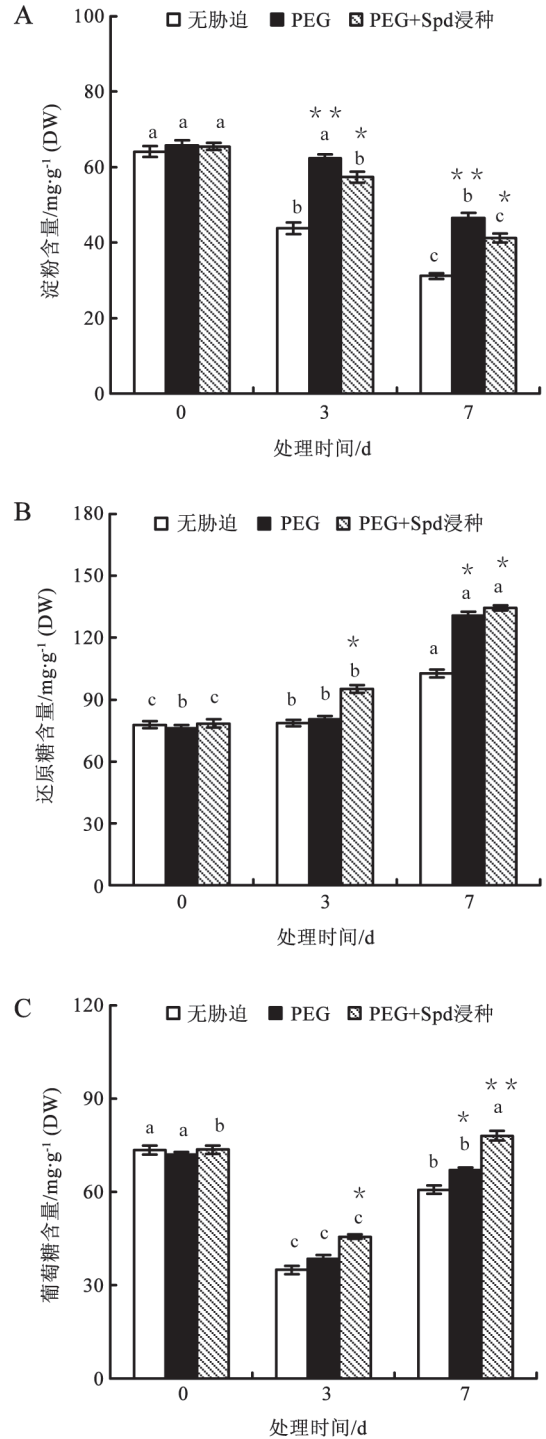 A
100
无胁迫 PEG PEG+Spd浸种
80
60
40
20
0
淀粉含量/mg·g⁻¹ (DW)
a a a
b ** a * b
c ** b * c
0 3 7
处理时间/d
B
180
无胁迫 PEG PEG+Spd浸种
150
120
90
60
30
0
还原糖含量/mg·g⁻¹ (DW)
c b c
b b * b
a * a * a
0 3 7
处理时间/d
C
120
无胁迫 PEG PEG+Spd浸种
90
60
30
0
葡萄糖含量/mg·g⁻¹ (DW)
a a b
c c * c
b * b ** a
0 3 7
处理时间/d